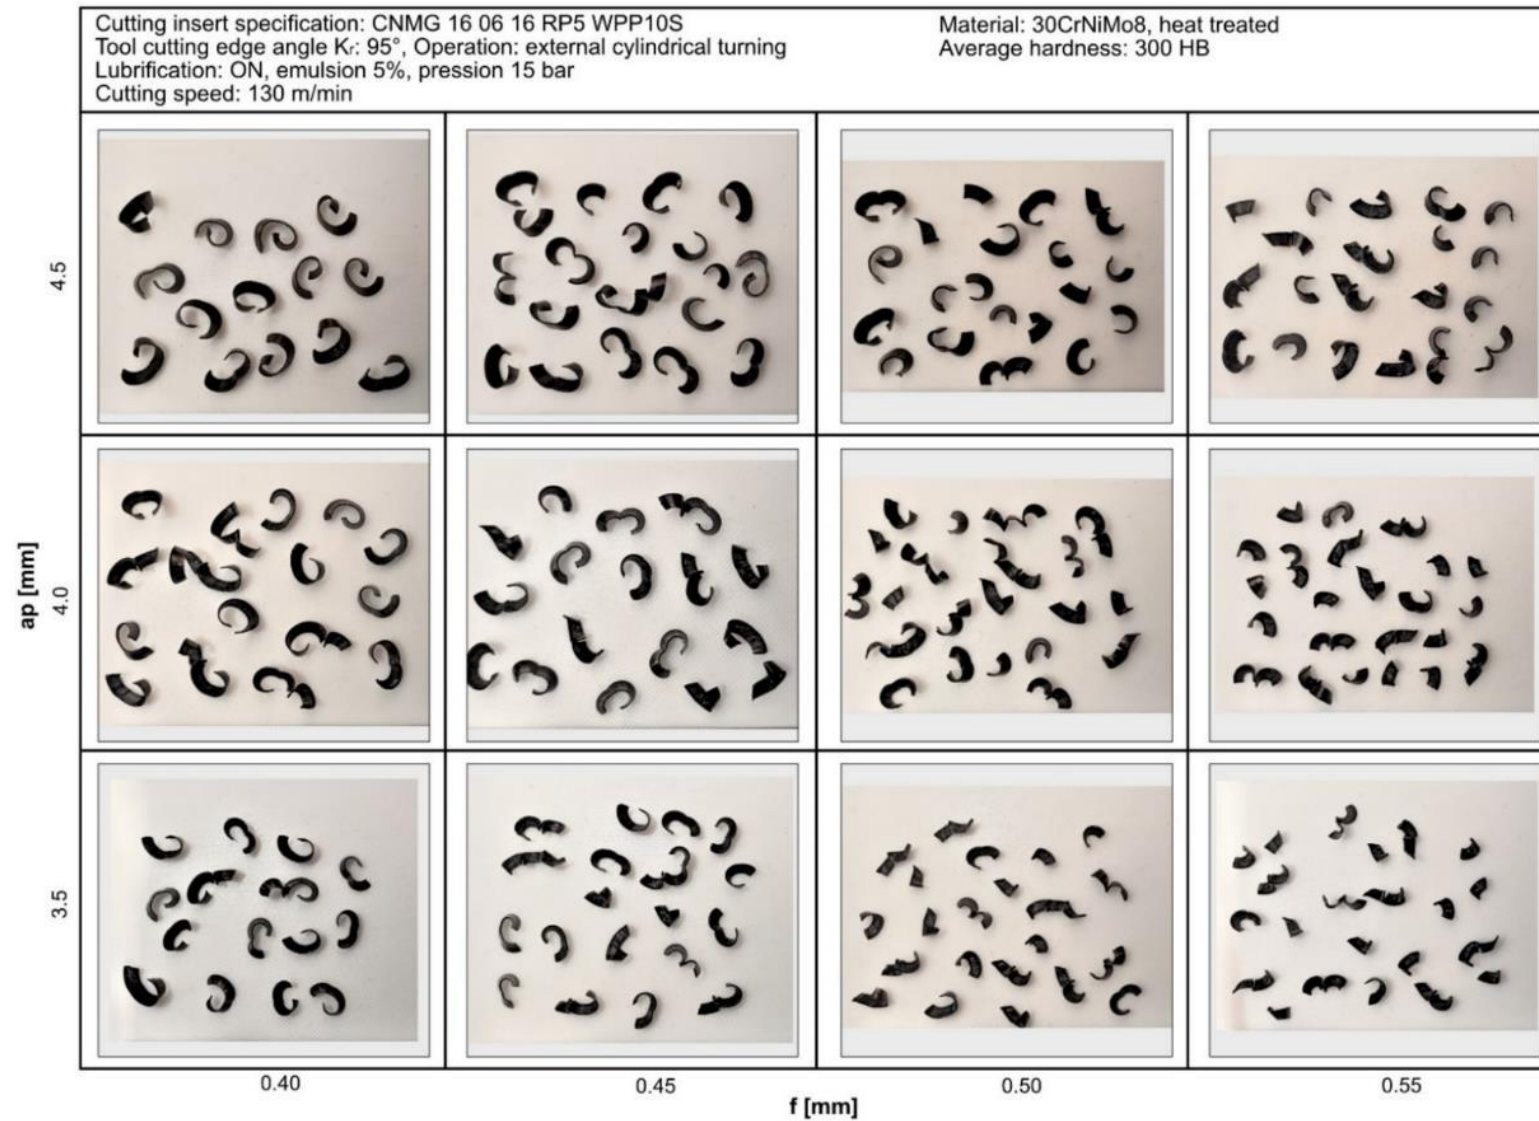 Cutting insert specification: CNMG 16 06 16 RP5 WPP10S
Tool cutting edge angle Kr: 95°, Operation: external cylindrical turning
Lubrification: ON, emulsion 5%, pression 15 bar
Cutting speed: 130 m/min
Material: 30CrNiMo8, heat treated
Average hardness: 300 HB
4.5
4.0
3.5
ap [mm]
0.40
0.45
0.50
0.55
f [mm]